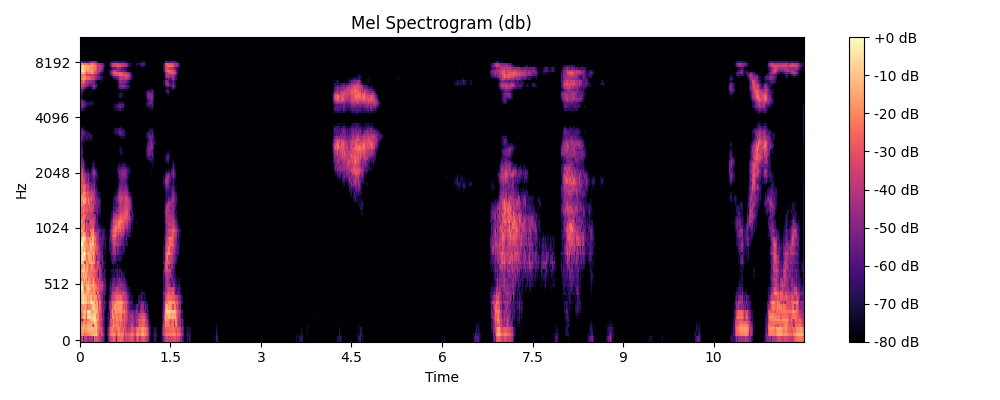 Mel Spectrogram (db)
8192
4096
2048
1024
512
0
Hz
0 1.5 3 4.5 6 7.5 9 10
Time
+0 dB
-10 dB
-20 dB
-30 dB
-40 dB
-50 dB
-60 dB
-70 dB
-80 dB